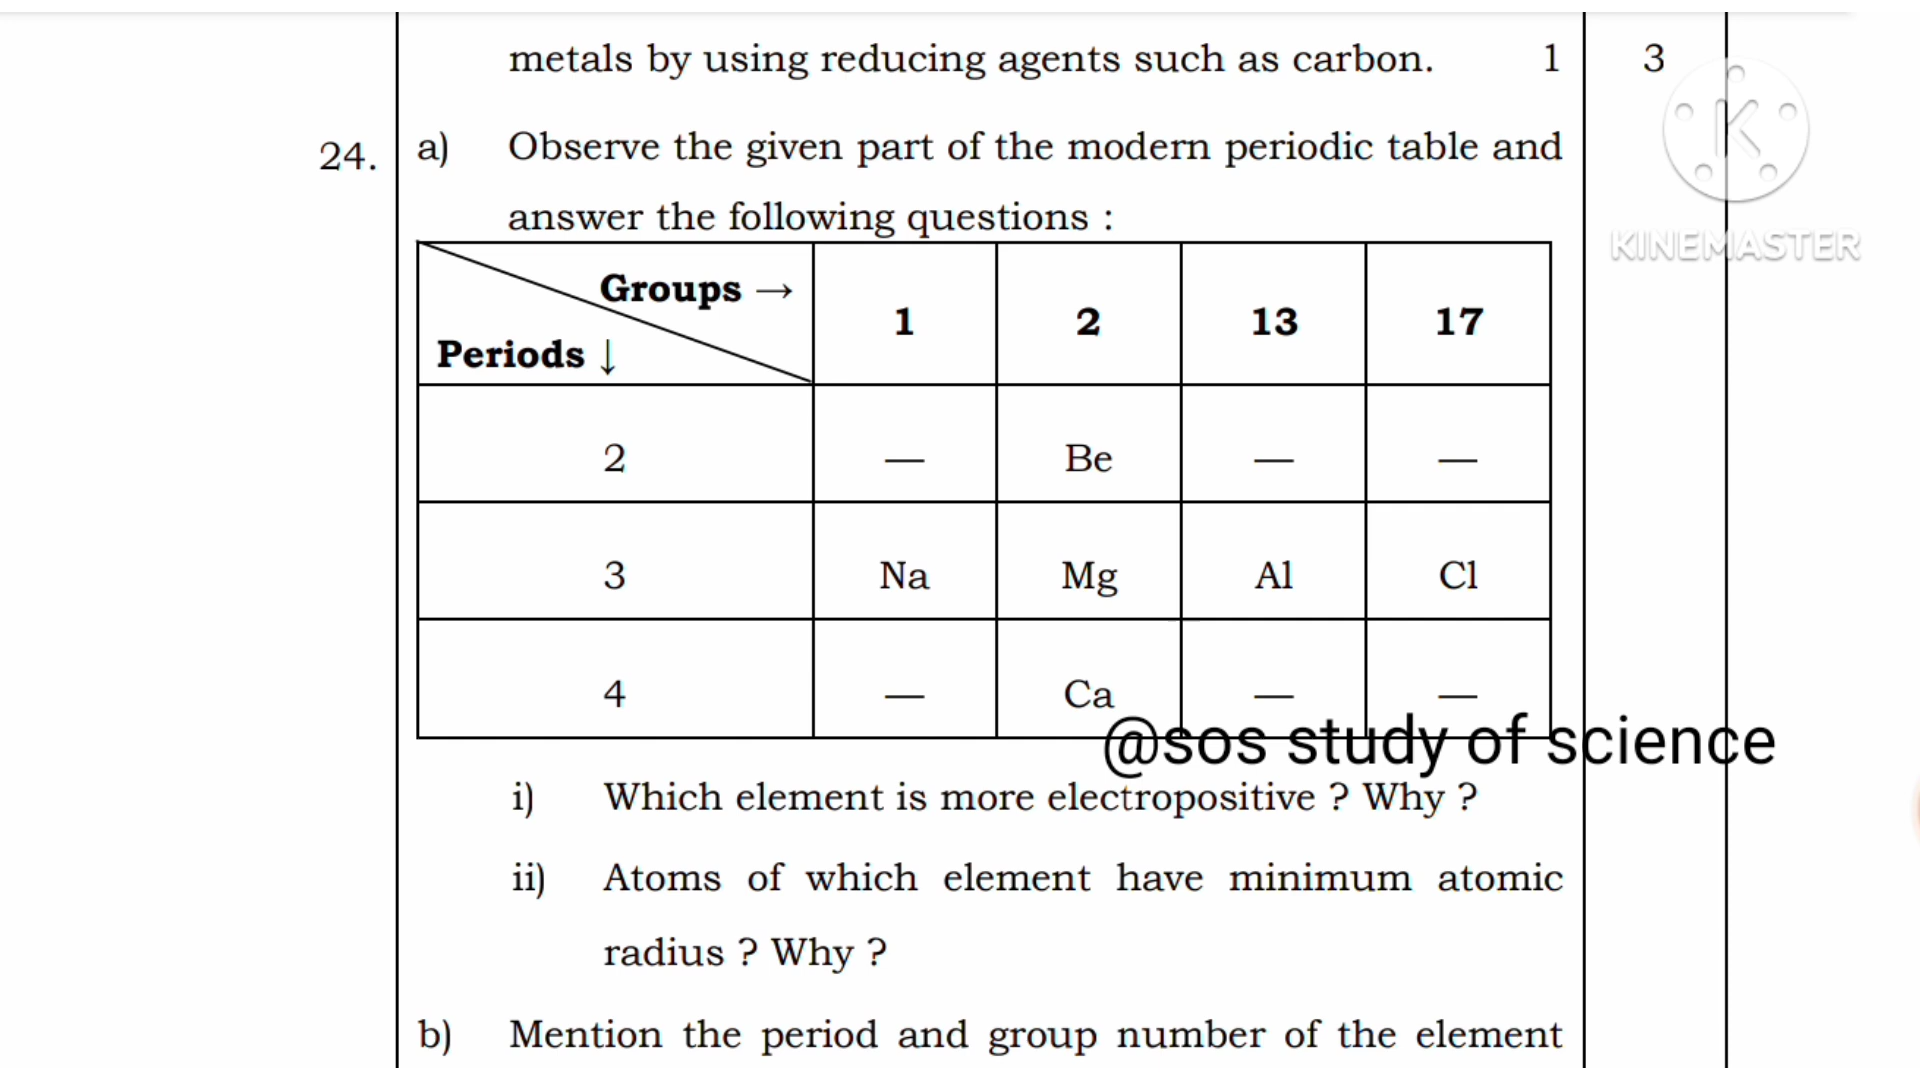 metals by using reducing agents such as carbon. 1 3
24. a) Observe the given part of the modern periodic table and
answer the following questions :
KINEMASTER
Groups → 1 2 13 17
Periods ↓
2 — Be — —
3 Na Mg Al Cl
4 — Ca — —
@sos study of science
i) Which element is more electropositive ? Why ?
ii) Atoms of which element have minimum atomic
radius ? Why ?
b) Mention the period and group number of the element